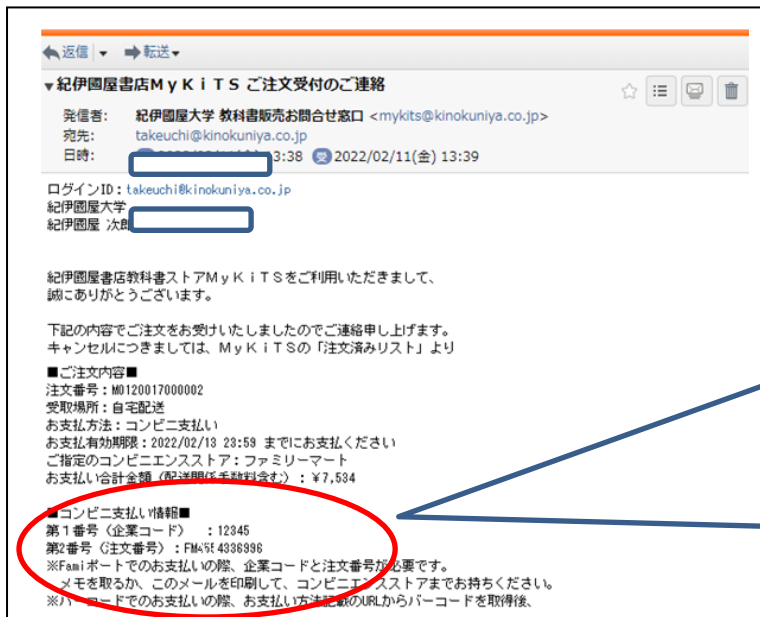 返信 転送
紀伊國屋書店MyKiTS ご注文受付のご連絡
発信者: 紀伊國屋大学 教科書販売お問合せ窓口 <mykits@kinokuniya.co.jp>
宛先: takeuchi@kinokuniya.co.jp
日時: 3:38 受 2022/02/11(金) 13:39
ログインID:takeuchi@kinokuniya.co.jp
紀伊國屋大学
紀伊國屋 次郎
紀伊國屋書店教科書ストアMyKiTSをご利用いただきまして、
誠にありがとうございます。
下記の内容でご注文をお受けいたしましたのでご連絡申し上げます。
キャンセルにつきましては、MyKiTSの「注文済みリスト」より
■ご注文内容■
注文番号:M0120017000002
受取場所:自宅配送
お支払方法:コンビニ支払い
お支払有効期限:2022/02/13 23:59 までにお支払ください
ご指定のコンビニエンスストア:ファミリーマート
お支払い合計金額(配送関係手数料含む):¥7,534
■コンビニ支払い情報■
第1番号(企業コード) :12345
第2番号(注文番号):4336996
※Famiポートでのお支払いの際、企業コードと注文番号が必要です。
メモを取るか、このメールを印刷して、コンビニエンスストアまでお持ちください。
※バーコードでのお支払いの際、お支払い方法記載のURLからバーコードを取得後、